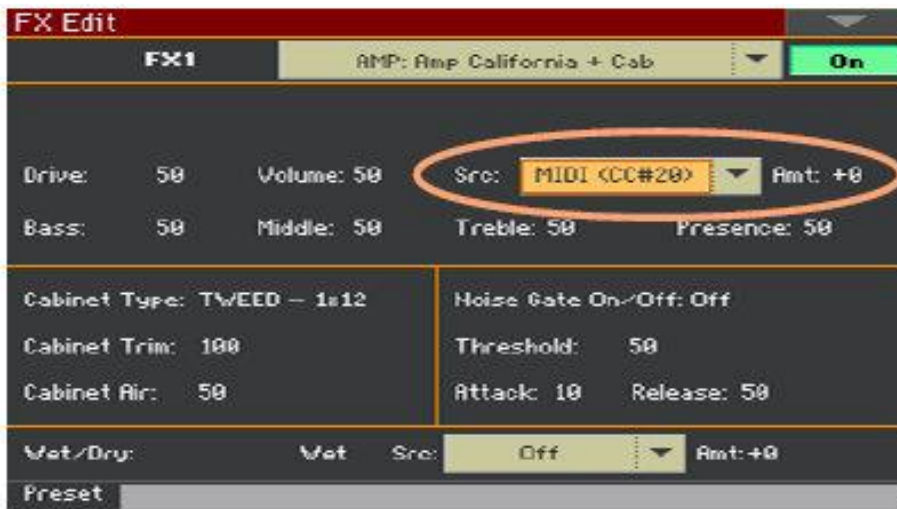 FX Edit
FX1 AMP: Amp California + Cab On
Drive: 50 Volume: 50 Src: MIDI (CC#20) Amt: +0
Bass: 50 Middle: 50 Treble: 50 Presence: 50
Cabinet Type: TWEED - 1x12 Noise Gate On/Off: Off
Cabinet Trim: 100 Threshold: 50
Cabinet Air: 50 Attack: 10 Release: 50
Wet/Dry: Wet Src: Off Amt:+0
Preset